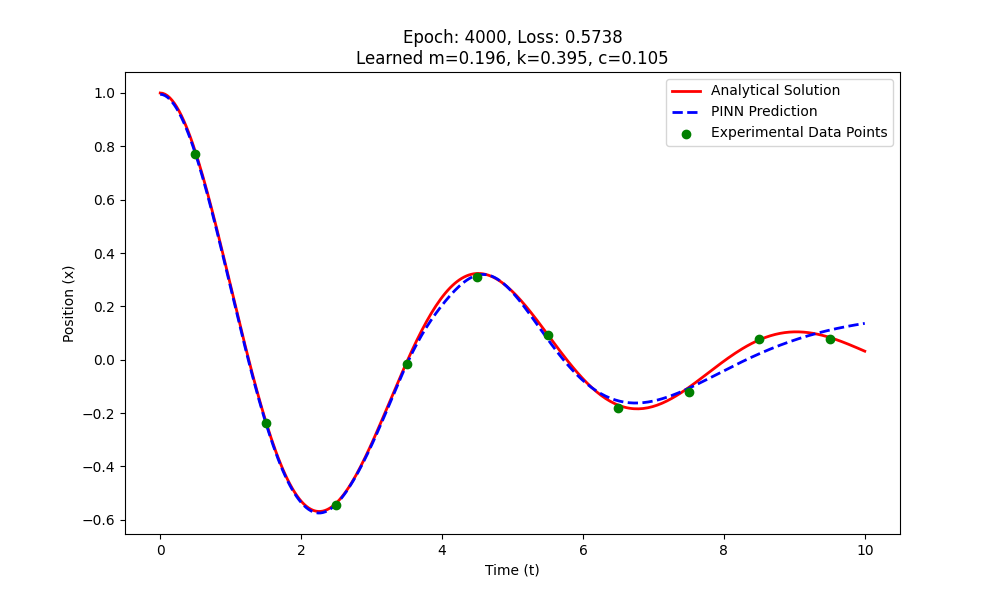 Epoch: 4000, Loss: 0.5738
Learned m=0.196, k=0.395, c=0.105
Analytical Solution
PINN Prediction
Experimental Data Points
Position (x)
1.0
0.8
0.6
0.4
0.2
0.0
−0.2
−0.4
−0.6
0
2
4
6
8
10
Time (t)